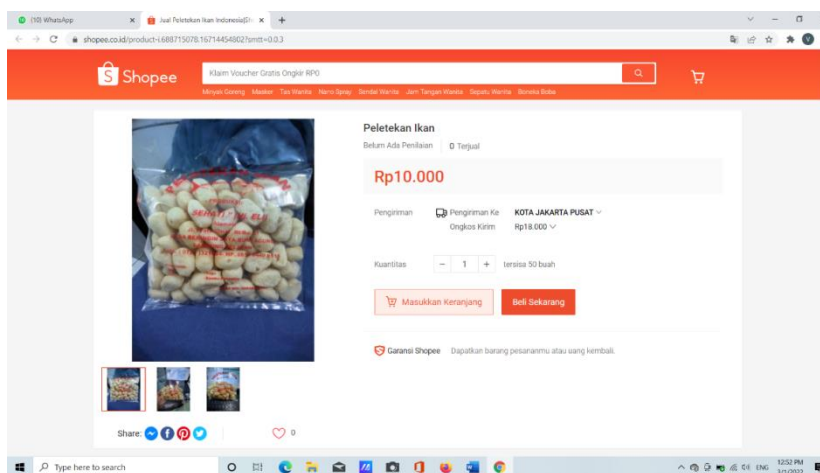 (10) WhatsApp
Jual Peletekan Ikan Indonesia|Sh
shopee.co.id/product-i.688715078.16714454802?smtt=0.0.3
Shopee
Klaim Voucher Gratis Ongkir RP0
Minyak Goreng Masker Tas Wanita Nano Spray Sendal Wanita Jam Tangan Wanita Sepatu Wanita Boneka Boba
Peletekan Ikan
Belum Ada Penilaian 0 Terjual
Rp10.000
Pengiriman Pengiriman Ke KOTA JAKARTA PUSAT
Ongkos Kirim Rp18.000
Kuantitas - 1 + tersisa 50 buah
Masukkan Keranjang Beli Sekarang
Garansi Shopee Dapatkan barang pesananmu atau uang kembali.
Share: 0
Type here to search
ENG 12:52 PM
3/1/2022